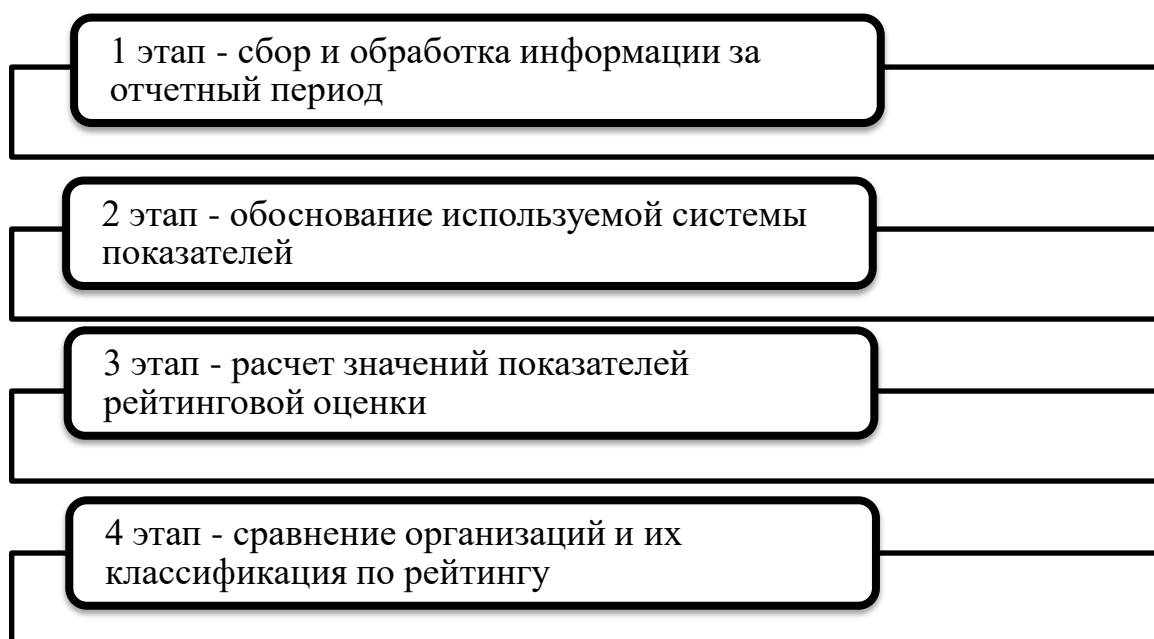 1 этап - сбор и обработка информации за
отчетный период
2 этап - обоснование используемой системы
показателей
3 этап - расчет значений показателей
рейтинговой оценки
4 этап - сравнение организаций и их
классификация по рейтингу